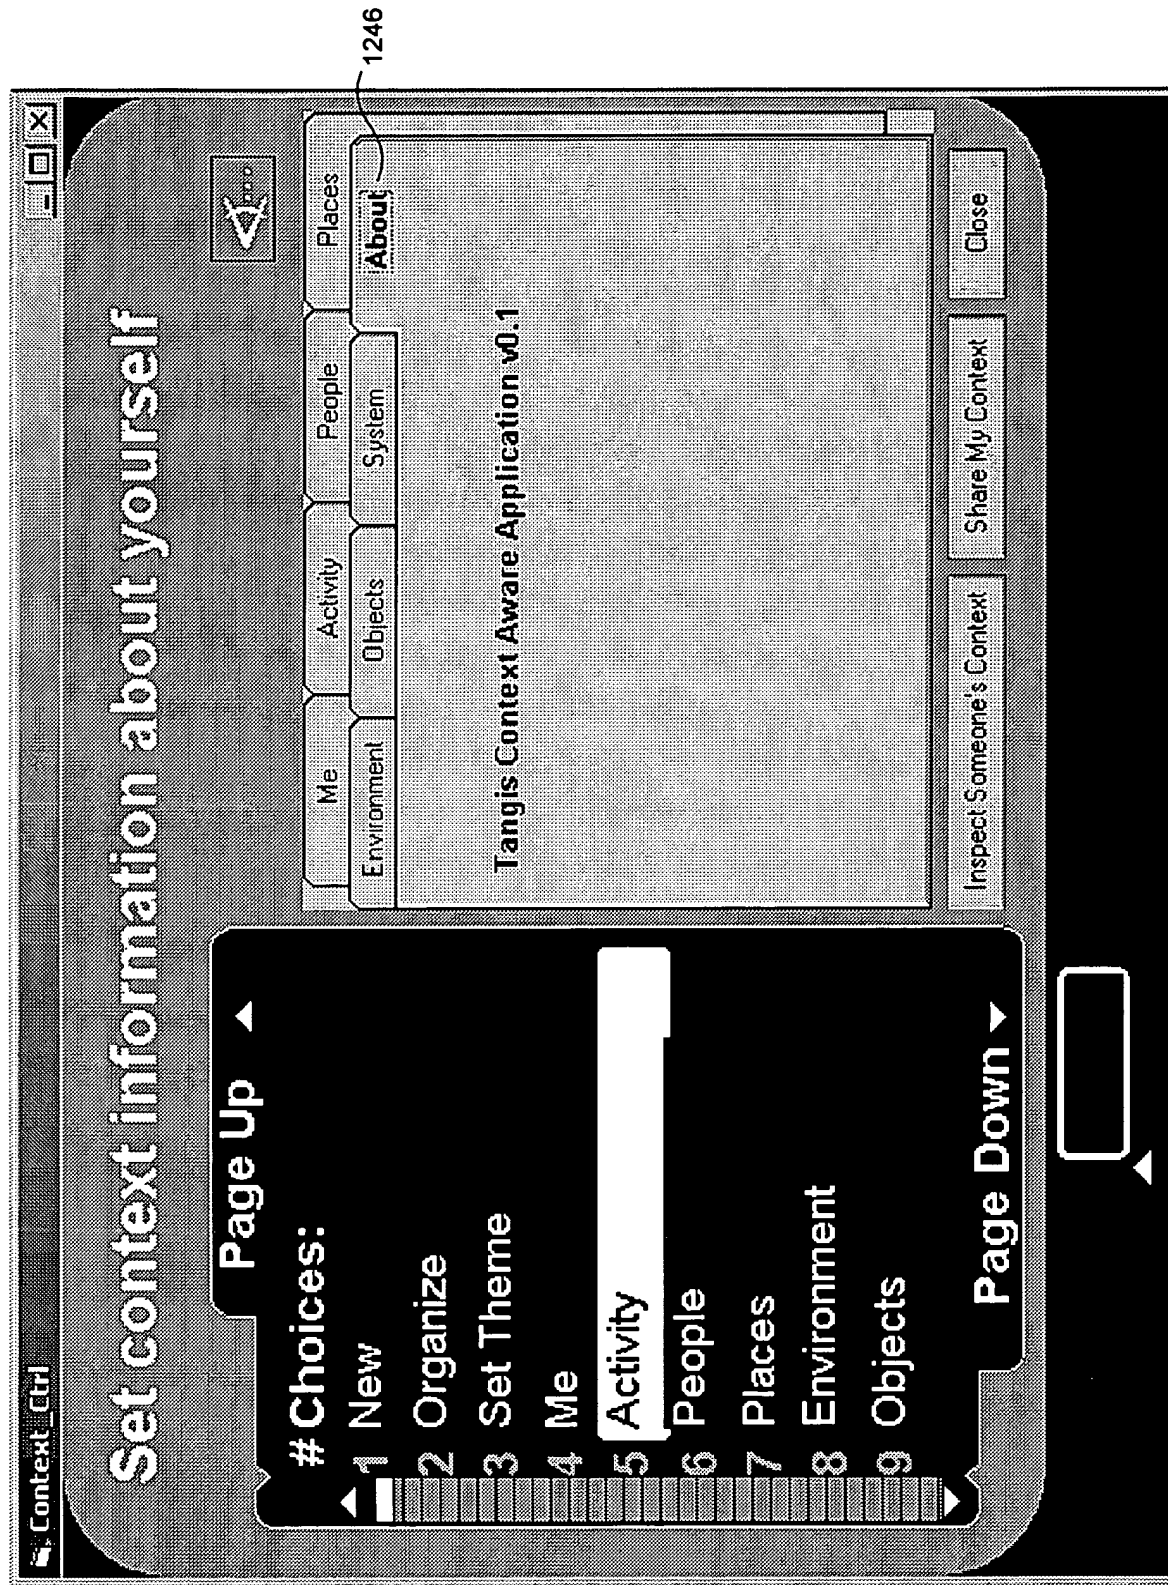 Context_Ctrl
Set context information about yourself
Page Up
# Choices:
1 New
2 Organize
3 Set Theme
4 Me
5 Activity
6 People
7 Places
8 Environment
9 Objects
Page Down
Me Activity People Places
Environment Objects System About
1246
Tangis Context Aware Application v0.1
Inspect Someone's Context Share My Context Close